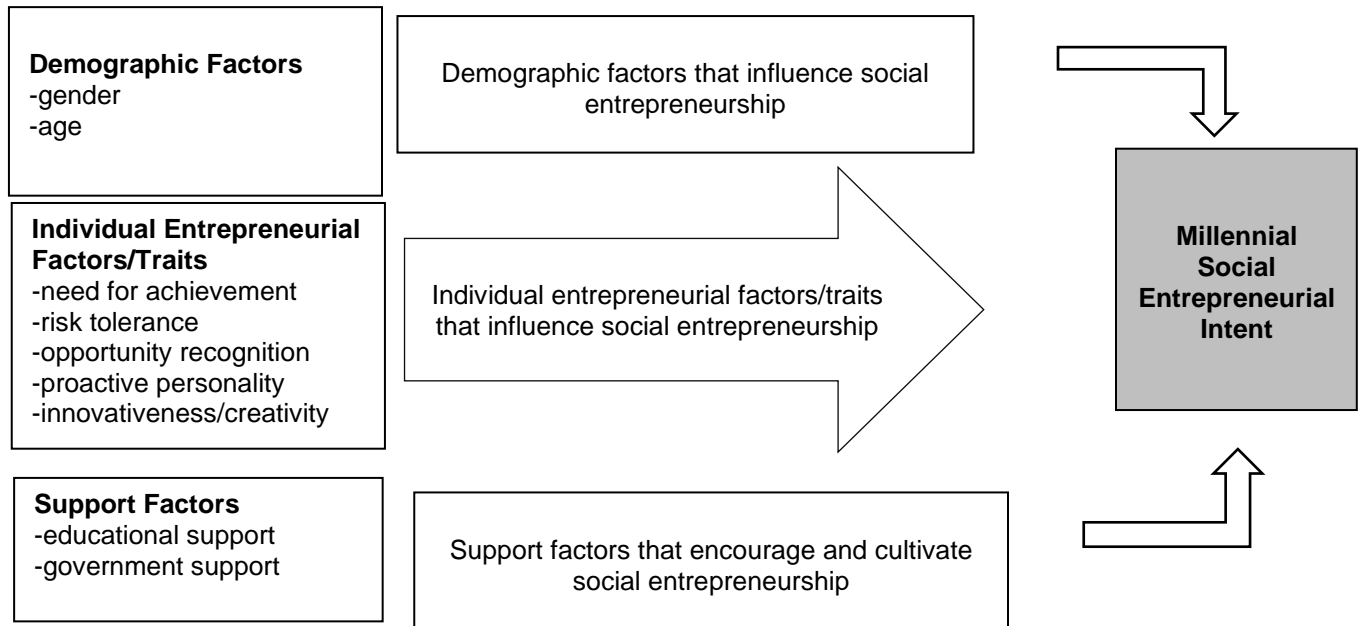 Demographic Factors
-gender
-age
Demographic factors that influence social
entrepreneurship
Individual Entrepreneurial
Factors/Traits
-need for achievement
-risk tolerance
-opportunity recognition
-proactive personality
-innovativeness/creativity
Individual entrepreneurial factors/traits
that influence social entrepreneurship
Support Factors
-educational support
-government support
Support factors that encourage and cultivate
social entrepreneurship
Millennial
Social
Entrepreneurial
Intent